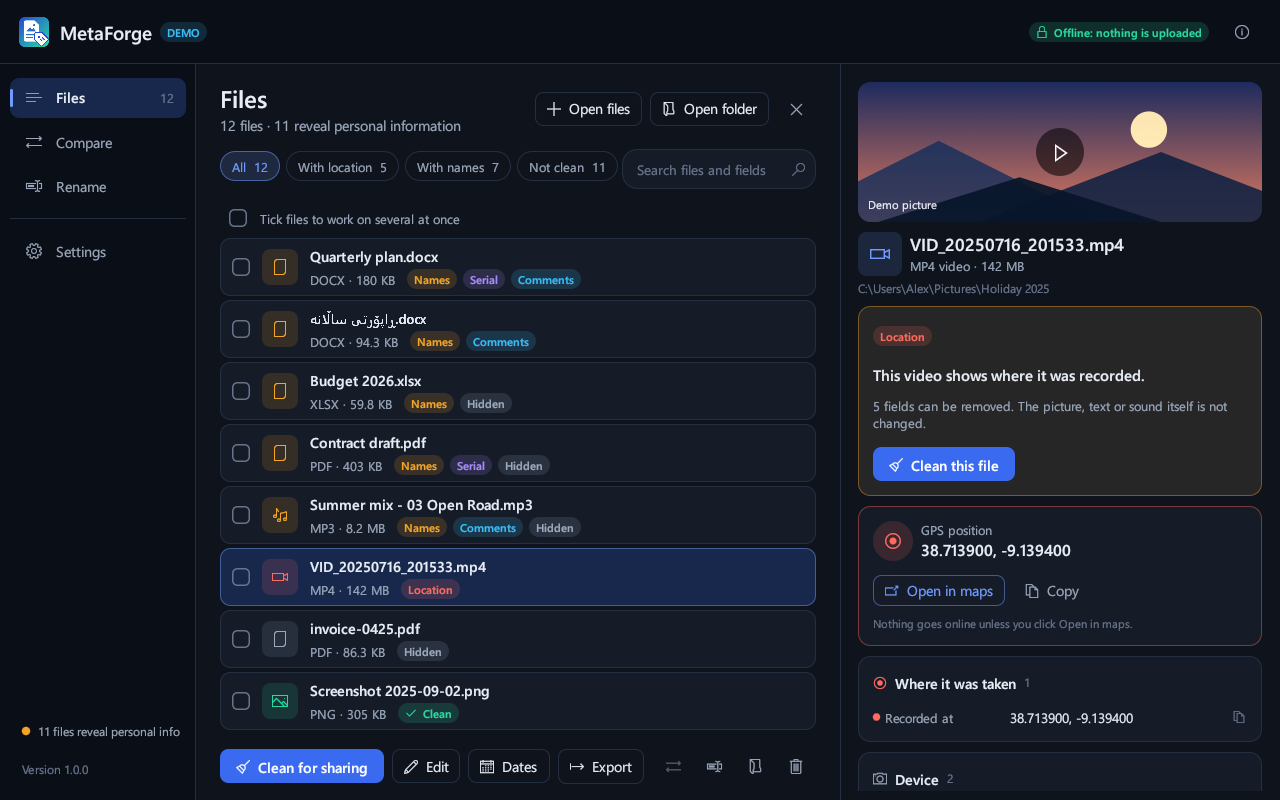 MetaForge DEMO
Offline: nothing is uploaded
Files 12
Compare
Rename
Settings
11 files reveal personal info
Version 1.0.0
Files
12 files · 11 reveal personal information
Open files
Open folder
All 12
With location 5
With names 7
Not clean 11
Search files and fields
Tick files to work on several at once
Quarterly plan.docx
DOCX · 180 KB Names Serial Comments
ڕاپۆرتی ساڵانە.docx
DOCX · 94.3 KB Names Comments
Budget 2026.xlsx
XLSX · 59.8 KB Names Hidden
Contract draft.pdf
PDF · 403 KB Names Serial Hidden
Summer mix - 03 Open Road.mp3
MP3 · 8.2 MB Names Comments Hidden
VID_20250716_201533.mp4
MP4 · 142 MB Location
invoice-0425.pdf
PDF · 86.3 KB Hidden
Screenshot 2025-09-02.png
PNG · 305 KB Clean
Clean for sharing
Edit
Dates
Export
Demo picture
VID_20250716_201533.mp4
MP4 video · 142 MB
C:\Users\Alex\Pictures\Holiday 2025
Location
This video shows where it was recorded.
5 fields can be removed. The picture, text or sound itself is not
changed.
Clean this file
GPS position
38.713900, -9.139400
Open in maps
Copy
Nothing goes online unless you click Open in maps.
Where it was taken 1
Recorded at 38.713900, -9.139400
Device 2